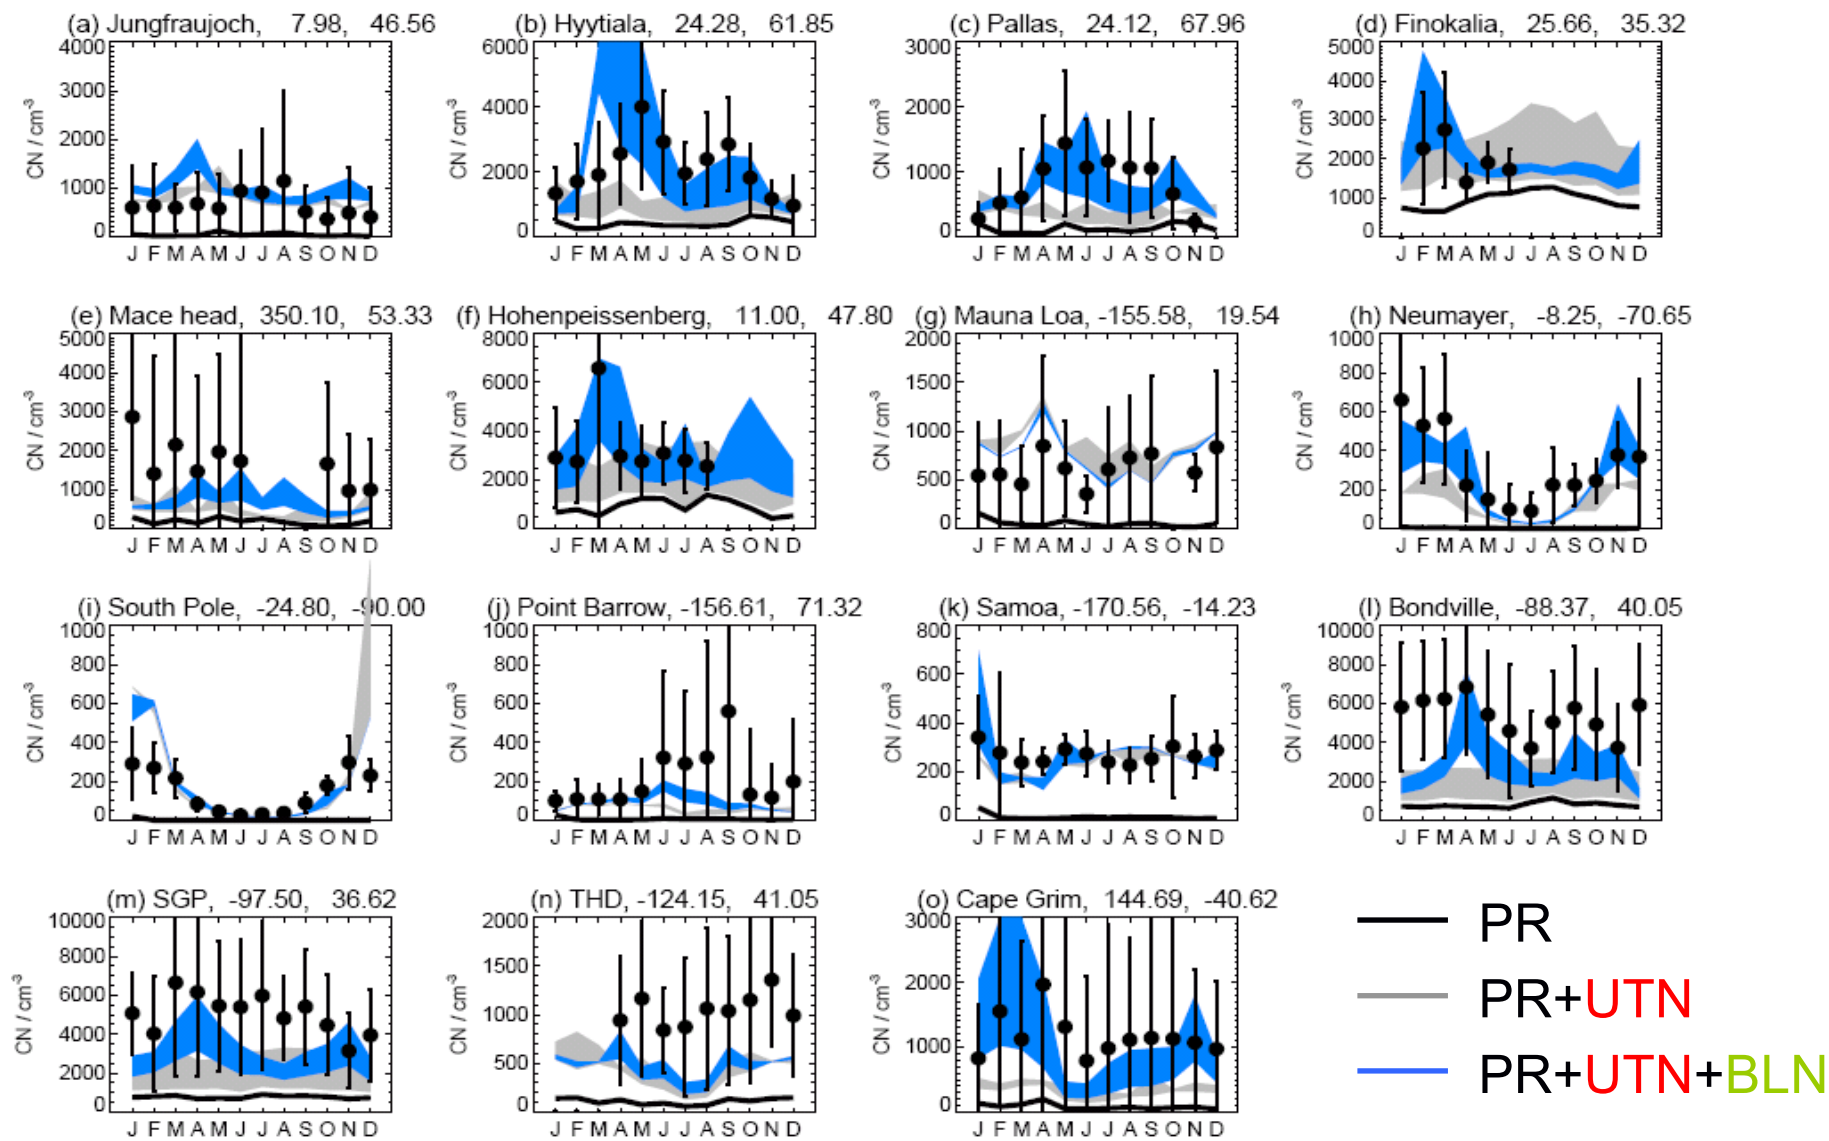 (a) Jungfraujoch, 7.98, 46.56
(b) Hyytiala, 24.28, 61.85
(c) Pallas, 24.12, 67.96
(d) Finokalia, 25.66, 35.32
CN / cm-3
4000
3000
2000
1000
0
J F M A M J J A S O N D
CN / cm-3
6000
4000
2000
0
J F M A M J J A S O N D
CN / cm-3
3000
2000
1000
0
J F M A M J J A S O N D
CN / cm-3
5000
4000
3000
2000
1000
0
J F M A M J J A S O N D
(e) Mace head, 350.10, 53.33
(f) Hohenpeissenberg, 11.00, 47.80
(g) Mauna Loa, -155.58, 19.54
(h) Neumayer, -8.25, -70.65
CN / cm-3
5000
4000
3000
2000
1000
0
J F M A M J J A S O N D
CN / cm-3
8000
6000
4000
2000
0
J F M A M J J A S O N D
CN / cm-3
2000
1500
1000
500
0
J F M A M J J A S O N D
CN / cm-3
1000
800
600
400
200
0
J F M A M J J A S O N D
(i) South Pole, -24.80, -90.00
(j) Point Barrow, -156.61, 71.32
(k) Samoa, -170.56, -14.23
(l) Bondville, -88.37, 40.05
CN / cm-3
1000
800
600
400
200
0
J F M A M J J A S O N D
CN / cm-3
1000
800
600
400
200
0
J F M A M J J A S O N D
CN / cm-3
800
600
400
200
0
J F M A M J J A S O N D
CN / cm-3
10000
8000
6000
4000
2000
0
J F M A M J J A S O N D
(m) SGP, -97.50, 36.62
(n) THD, -124.15, 41.05
(o) Cape Grim, 144.69, -40.62
CN / cm-3
10000
8000
6000
4000
2000
0
J F M A M J J A S O N D
CN / cm-3
2000
1500
1000
500
0
J F M A M J J A S O N D
CN / cm-3
3000
2000
1000
0
J F M A M J J A S O N D
PR
PR+UTN
PR+UTN+BLN